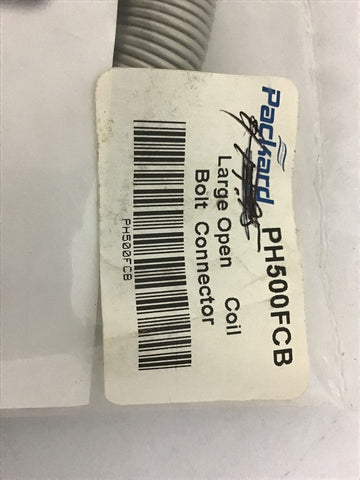 Packard
PH500FCB
Large Open Coil
Bolt Connector
PH500FCB